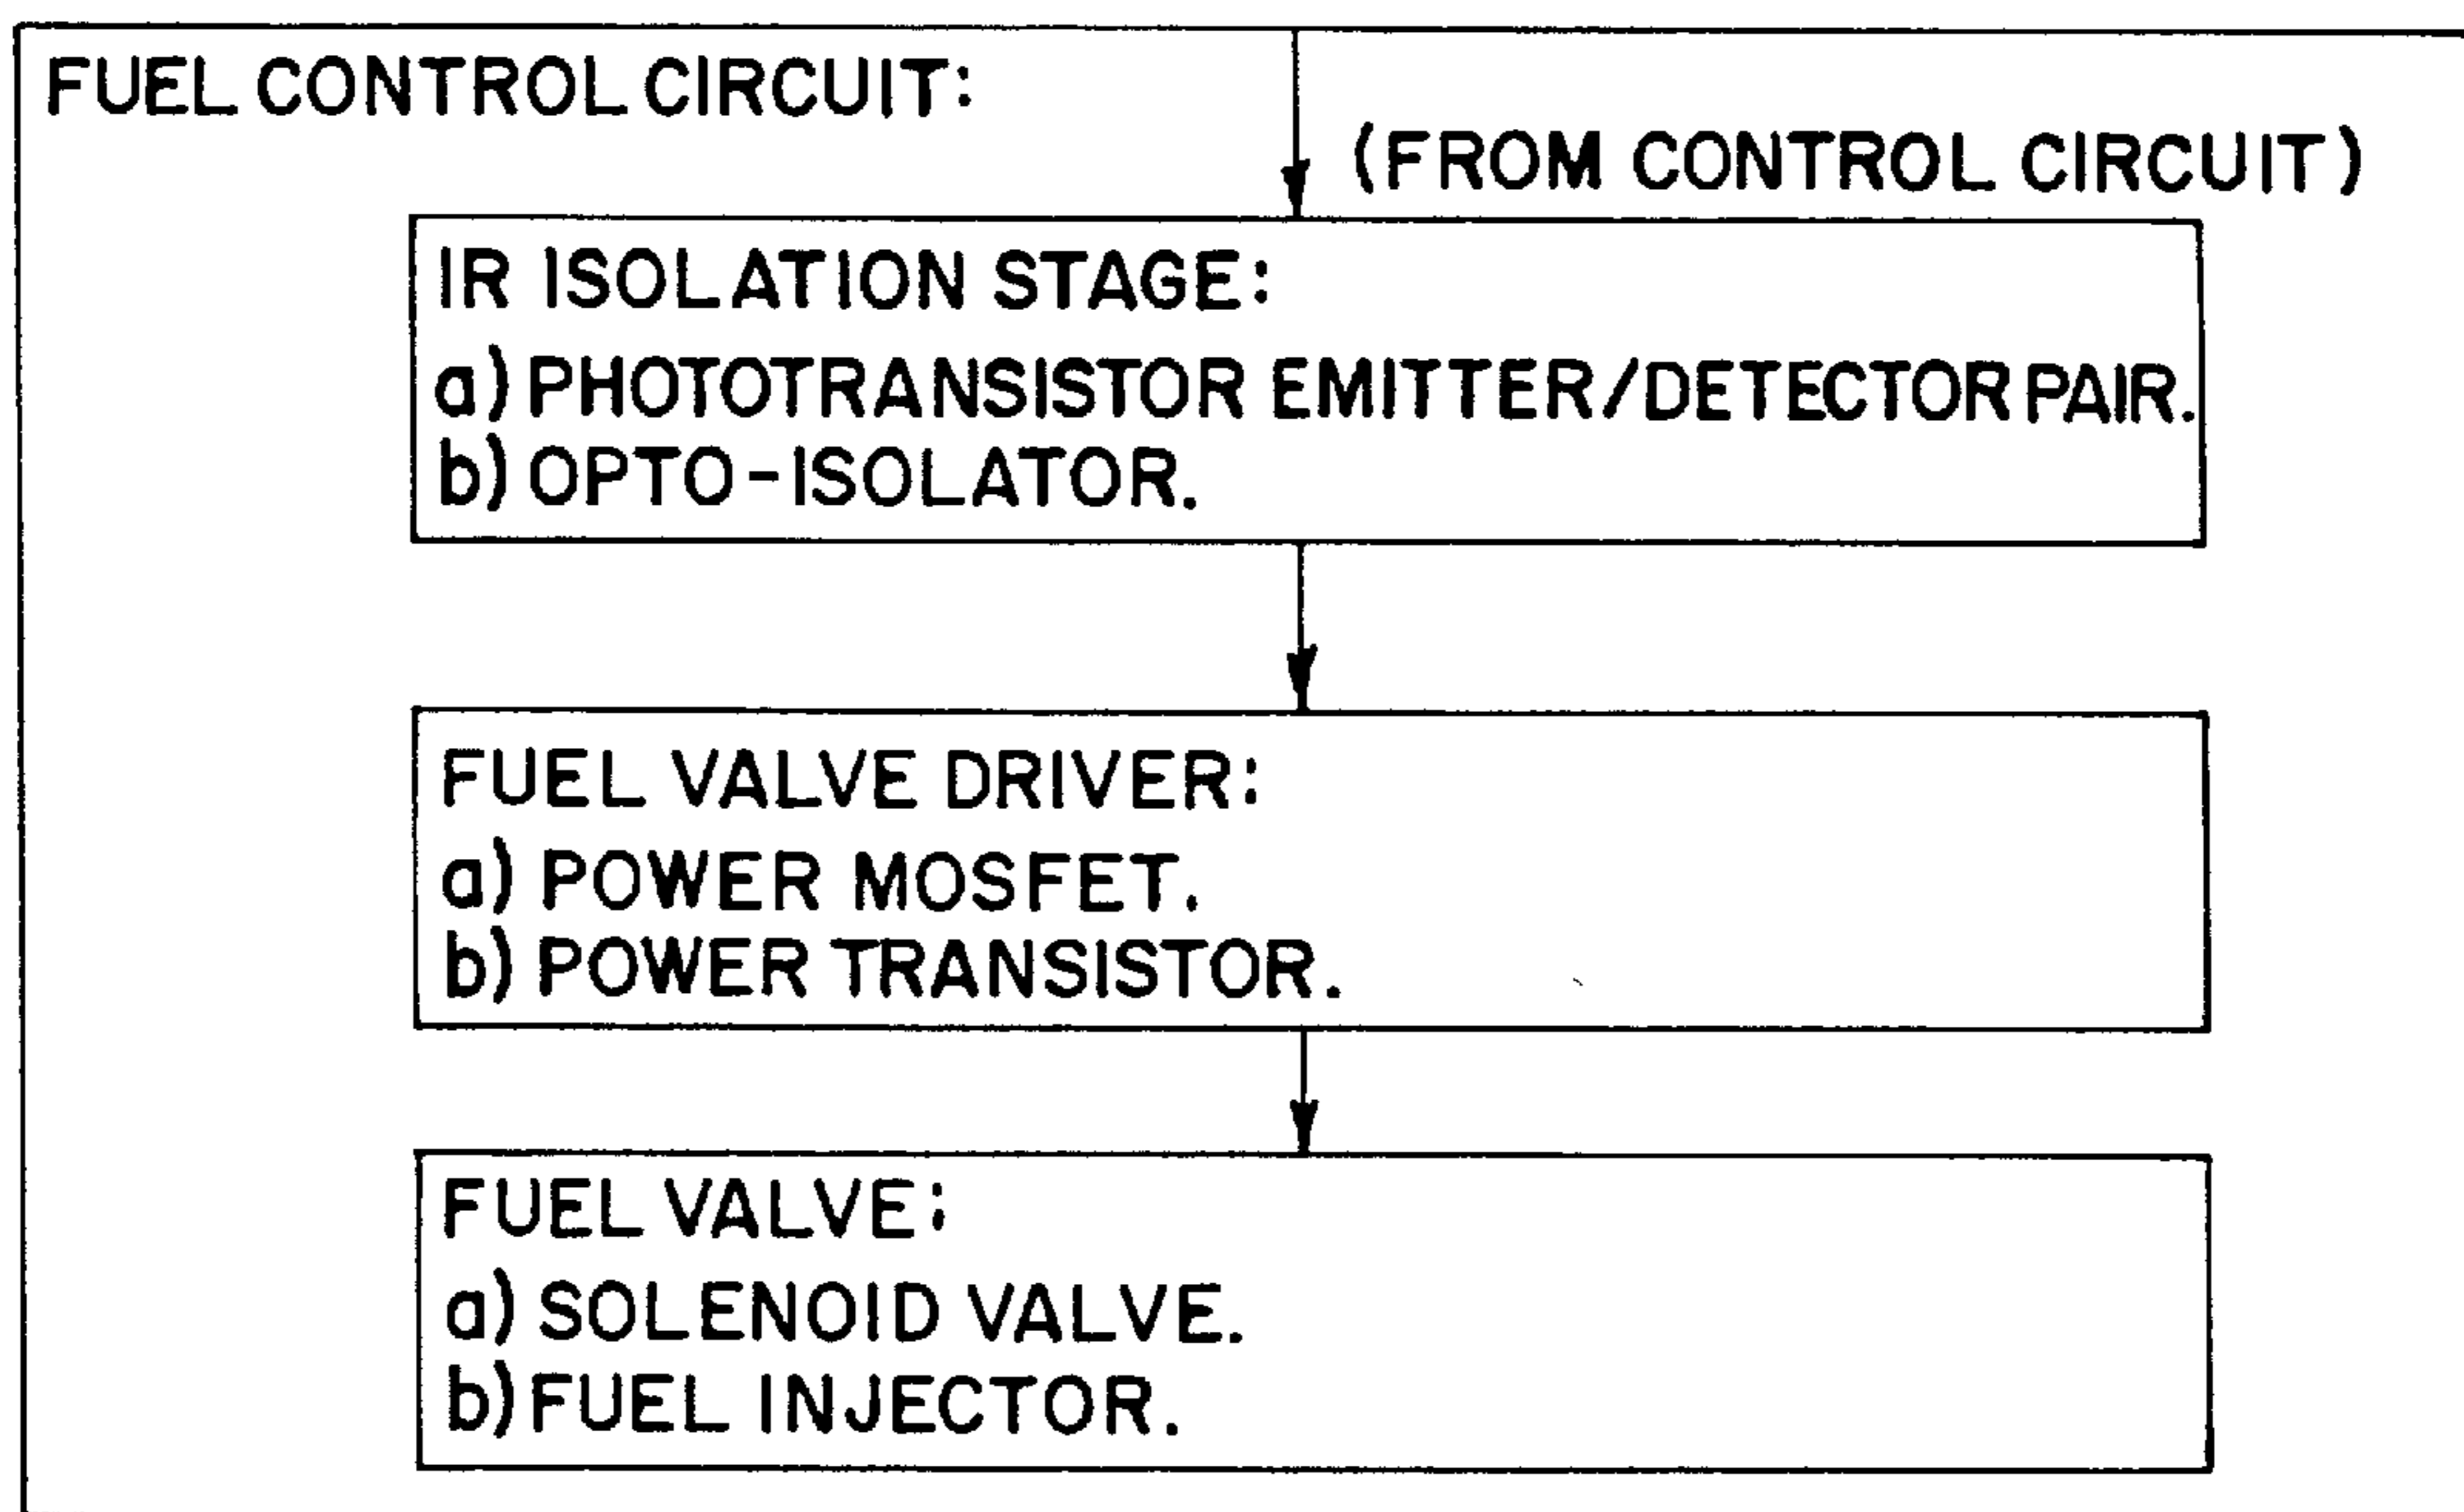 FUEL CONTROL CIRCUIT:
(FROM CONTROL CIRCUIT)
IR ISOLATION STAGE:
a) PHOTOTRANSISTOR EMITTER/DETECTOR PAIR.
b) OPTO-ISOLATOR.
FUEL VALVE DRIVER:
a) POWER MOSFET.
b) POWER TRANSISTOR.
FUEL VALVE:
a) SOLENOID VALVE.
b) FUEL INJECTOR.